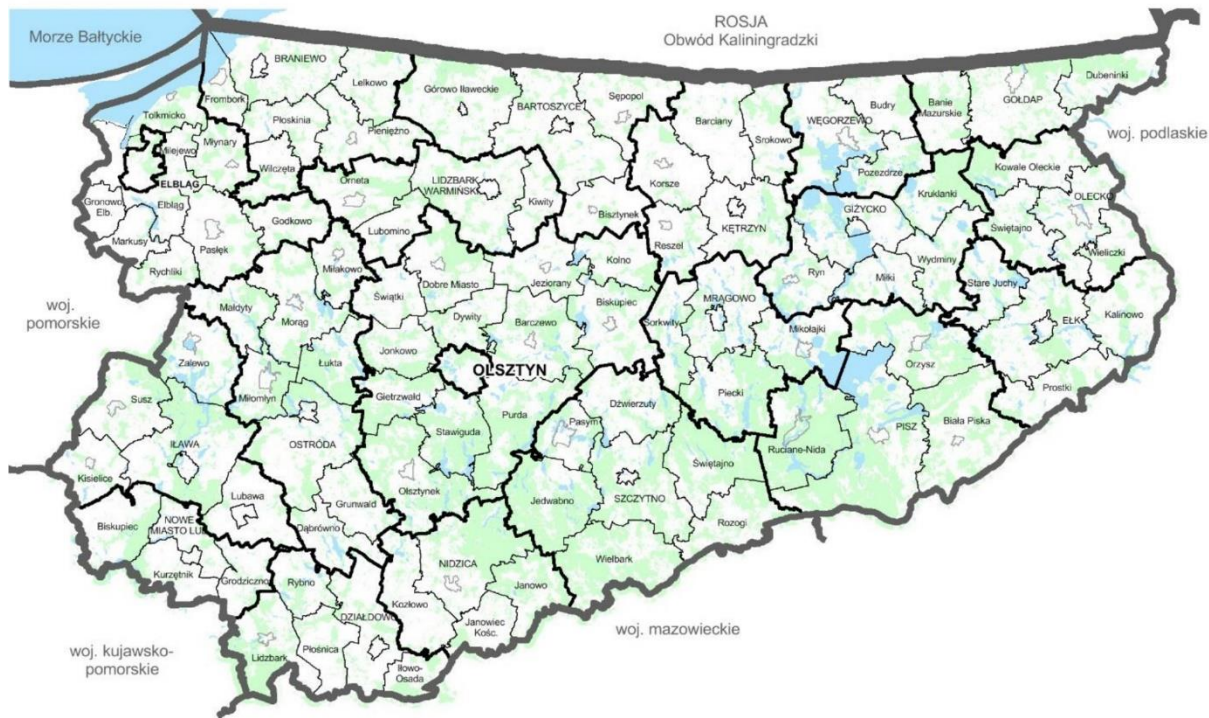 Morze Bałtyckie
ROSJA
Obwód Kaliningradzki
woj. podlaskie
BRANIEWO
Lelkowo
Frombork
Górowo Iławeckie
BARTOSZYCE
Sępopol
Barciany
Srokowo
WĘGORZEWO
Budry
Banie
Mazurskie
GOŁDAP
Dubeninki
Tolkmicko
Płoskinia
Pieniężno
Milejewo
Młynary
Wilczęta
ELBLĄG
Orneta
LIDZBARK
WARMIŃSK
Kiwity
Bisztynek
Korsze
KĘTRZYN
Reszel
Pozezdrze
Kruklanki
Kowale Oleckie
OLECKO
Gronowo
Elb.
Elbląg
Godkowo
Lubomino
GIŻYCKO
Świętajno
Markusy
Pasłęk
Rychliki
Wieliczki
Wydminy
Miłakowo
Dobre Miasto
Jeziorany
Kolno
Ryn
Miłki
Stare Juchy
woj.
pomorskie
Małdyty
Morąg
Świątki
Dywity
Barczewo
Biskupiec
Sorkwity
MRĄGOWO
Mikołajki
EŁK
Kalinowo
Zalewo
Łukta
Jonkowo
OLSZTYN
Orzysz
Prostki
Susz
Miłomłyn
Gietrzwałd
Purda
Dźwierzuty
Piecki
Biała Piska
IŁAWA
OSTRÓDA
Stawiguda
Pasym
Ruciane-Nida
PISZ
Kisielice
Olsztynek
Świętajno
Lubawa
Grunwald
Jedwabno
SZCZYTNO
Rozogi
Biskupiec
NOWE
MIASTO LUB.
Dąbrówno
Wielbark
Kurzętnik
Grodziczno
Rybno
NIDZICA
Janowo
DZIAŁDOWO
Kozłowo
Janowiec
Kośc.
woj. mazowieckie
woj. kujawsko-
pomorskie
Lidzbark
Płośnica
Iłowo-
Osada